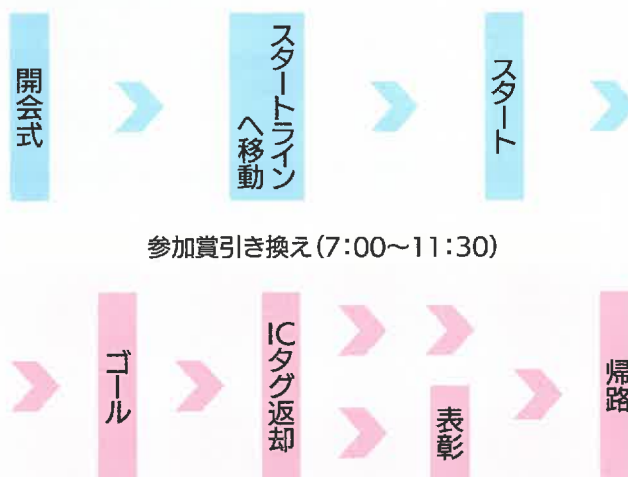 開会式
スタートライン
へ移動
スタート
参加賞引き換え(7:00～11:30)
ゴール
ICタグ返却
表彰
帰路